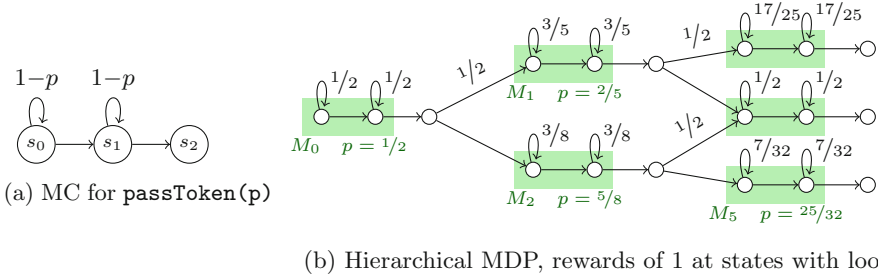 1−p 1−p
s0 s1 s2
(a) MC for passToken(p)
1/2 1/2
M0 p = 1/2
1/2
3/5 3/5
M1 p = 2/5
3/8 3/8
M2 p = 5/8
1/2
1/2
17/25 17/25
1/2 1/2
7/32 7/32
M5 p = 25/32
(b) Hierarchical MDP, rewards of 1 at states with loo